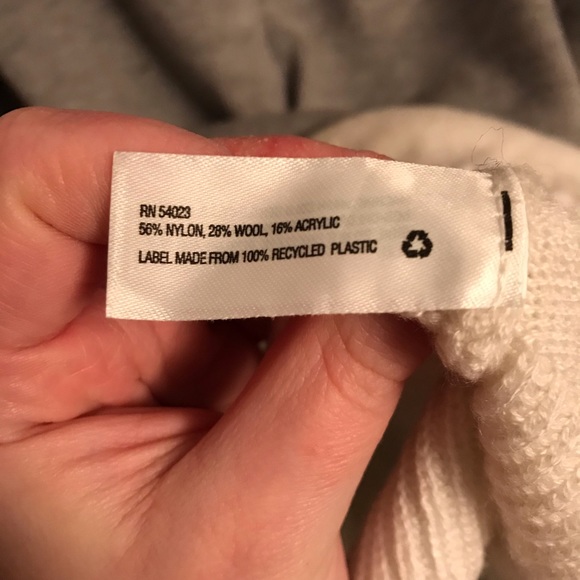 RN 54023
56% NYLON, 28% WOOL, 16% ACRYLIC
LABEL MADE FROM 100% RECYCLED PLASTIC